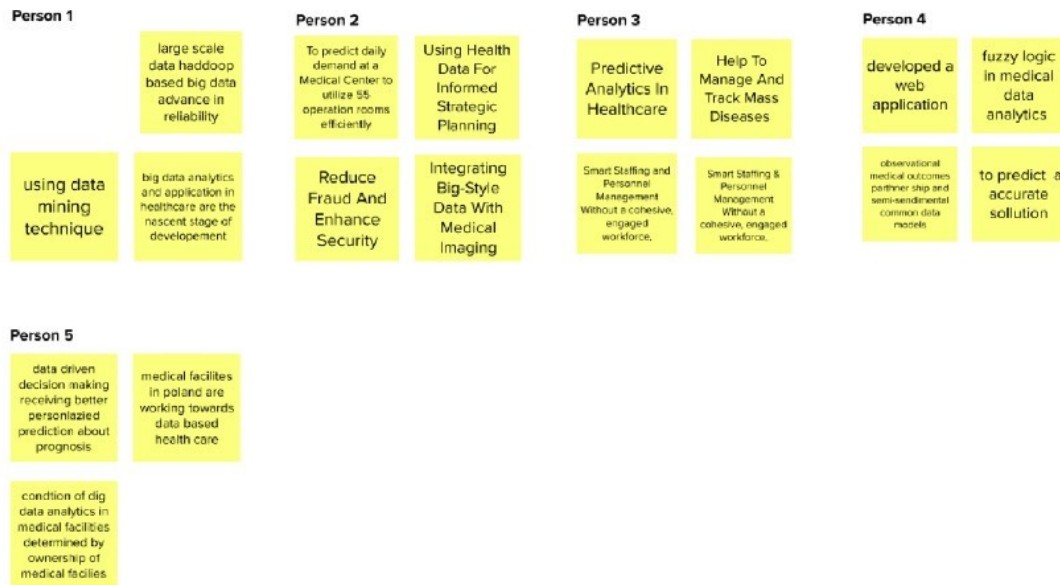 Person 1
large scale
data haddoop
based big data
advance in
reliability
using data
mining
technique
big data analytics
and application in
healthcare are the
nascent stage of
developement
Person 2
To predict daily
demand at a
Medical Center to
utilize 55
operation rooms
efficiently
Using Health
Data For
Informed
Strategic
Planning
Reduce
Fraud And
Enhance
Security
Integrating
Big-Style
Data With
Medical
Imaging
Person 3
Predictive
Analytics In
Healthcare
Help To
Manage And
Track Mass
Diseases
Smart Staffing and
Personnel
Management
Without a cohesive,
engaged
workforce,
Smart Staffing &
Personnel
Management
Without a
cohesive, engaged
workforce,
Person 4
developed a
web
application
fuzzy logic
in medical
data
analytics
observational
medical outcomes
parthner ship and
semi-sendimental
common data
models
to predict a
accurate
sollution
Person 5
data driven
decision making
receiving better
personlazied
prediction about
prognosis
medical facilites
in poland are
working towards
data based
health care
condtion of dig
data analytics in
medical facilities
determined by
ownership of
medical facilies